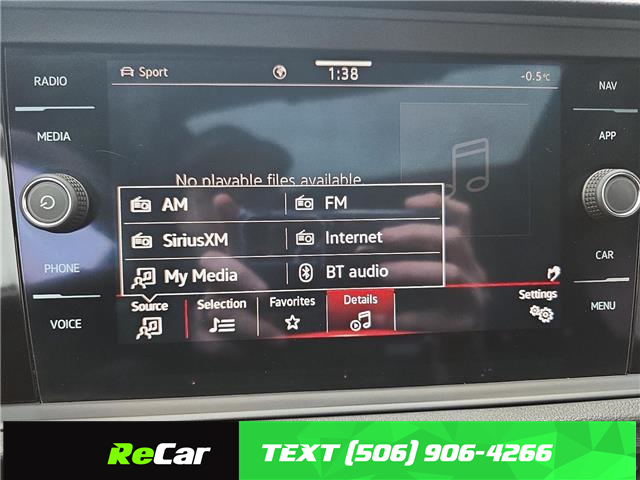 RADIO
MEDIA
PHONE
VOICE
Sport
1:38
-0.5°C
No playable files available
AM
FM
SiriusXM
Internet
My Media
BT audio
Source
Selection
Favorites
Details
Settings
NAV
APP
CAR
MENU
ReCar
TEXT (506) 906-4266